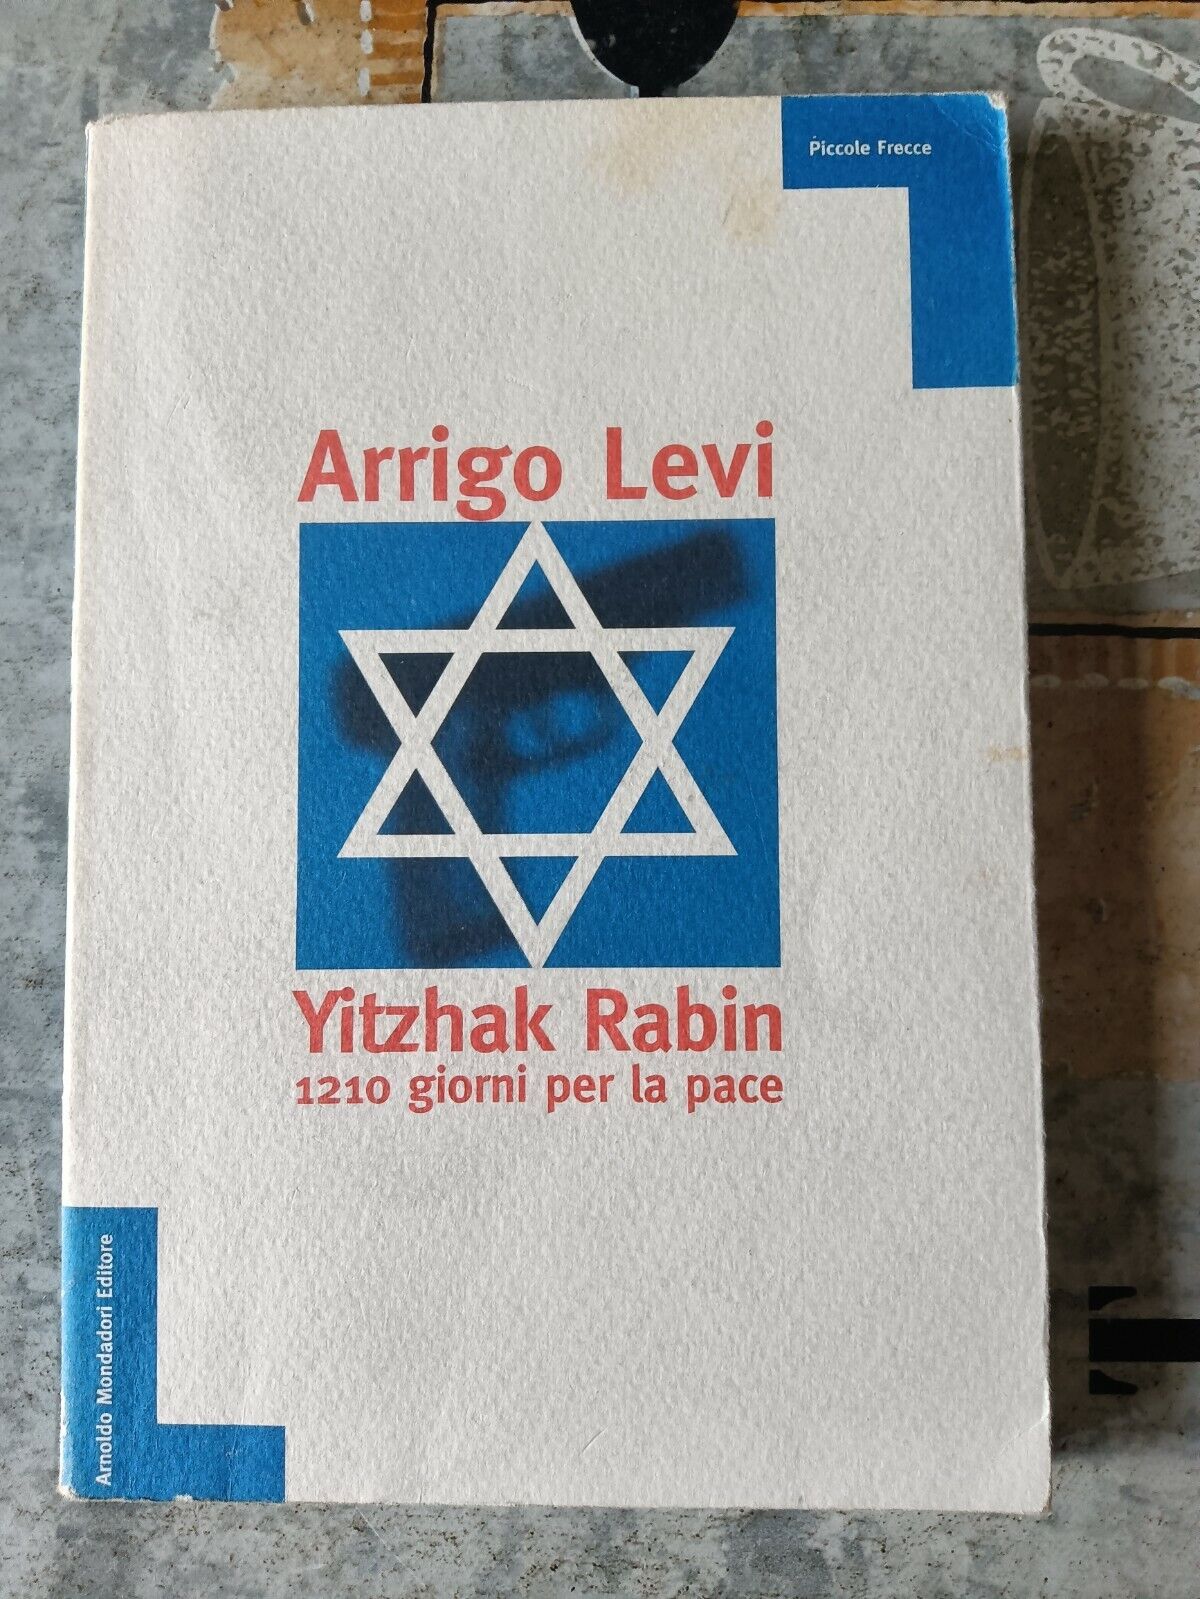 Piccole Frecce
Arrigo Levi
Yitzhak Rabin
1210 giorni per la pace
Arnoldo Mondadori Editore